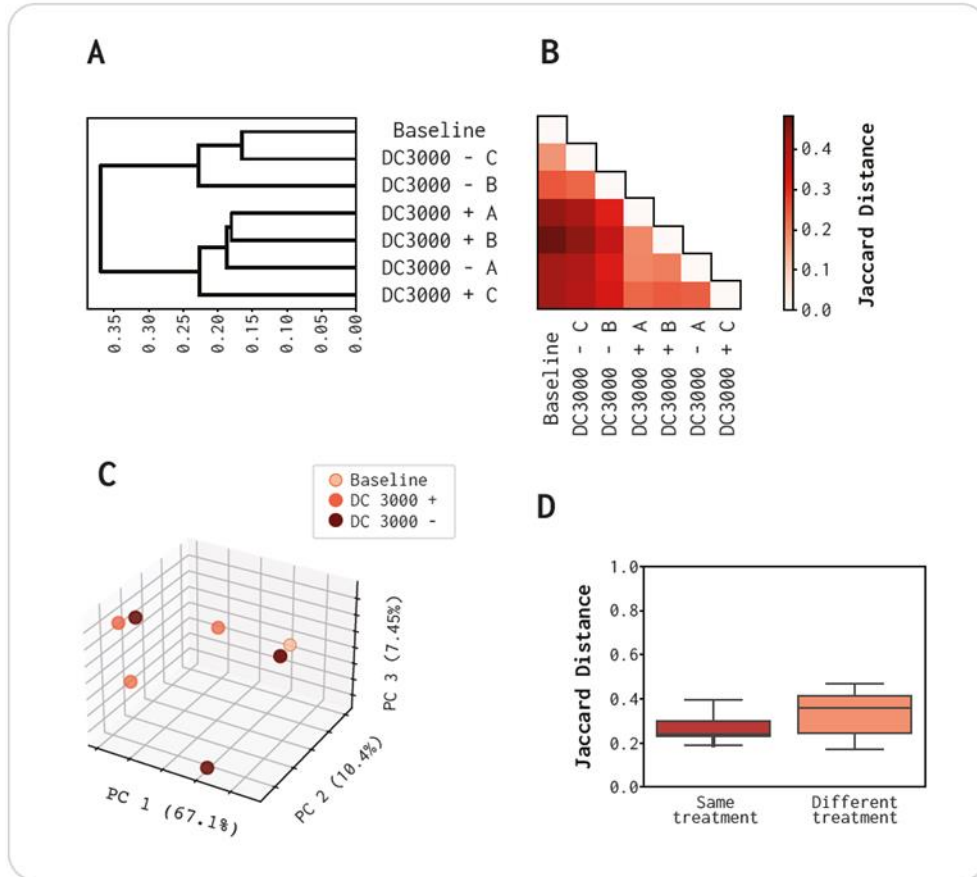 A
B
Baseline
DC3000 - C
DC3000 - B
DC3000 + A
DC3000 + B
DC3000 - A
DC3000 + C
0.35
0.30
0.25
0.20
0.15
0.10
0.05
0.00
0.4
0.3
0.2
0.1
0.0
Jaccard Distance
Baseline
DC3000 - C
DC3000 - B
DC3000 + A
DC3000 + B
DC3000 - A
DC3000 + C
C
Baseline
DC 3000 +
DC 3000 -
PC 1 (67.1%)
PC 2 (10.4%)
PC 3 (7.45%)
D
Jaccard Distance
1.0
0.8
0.6
0.4
0.2
0.0
Same
treatment
Different
treatment